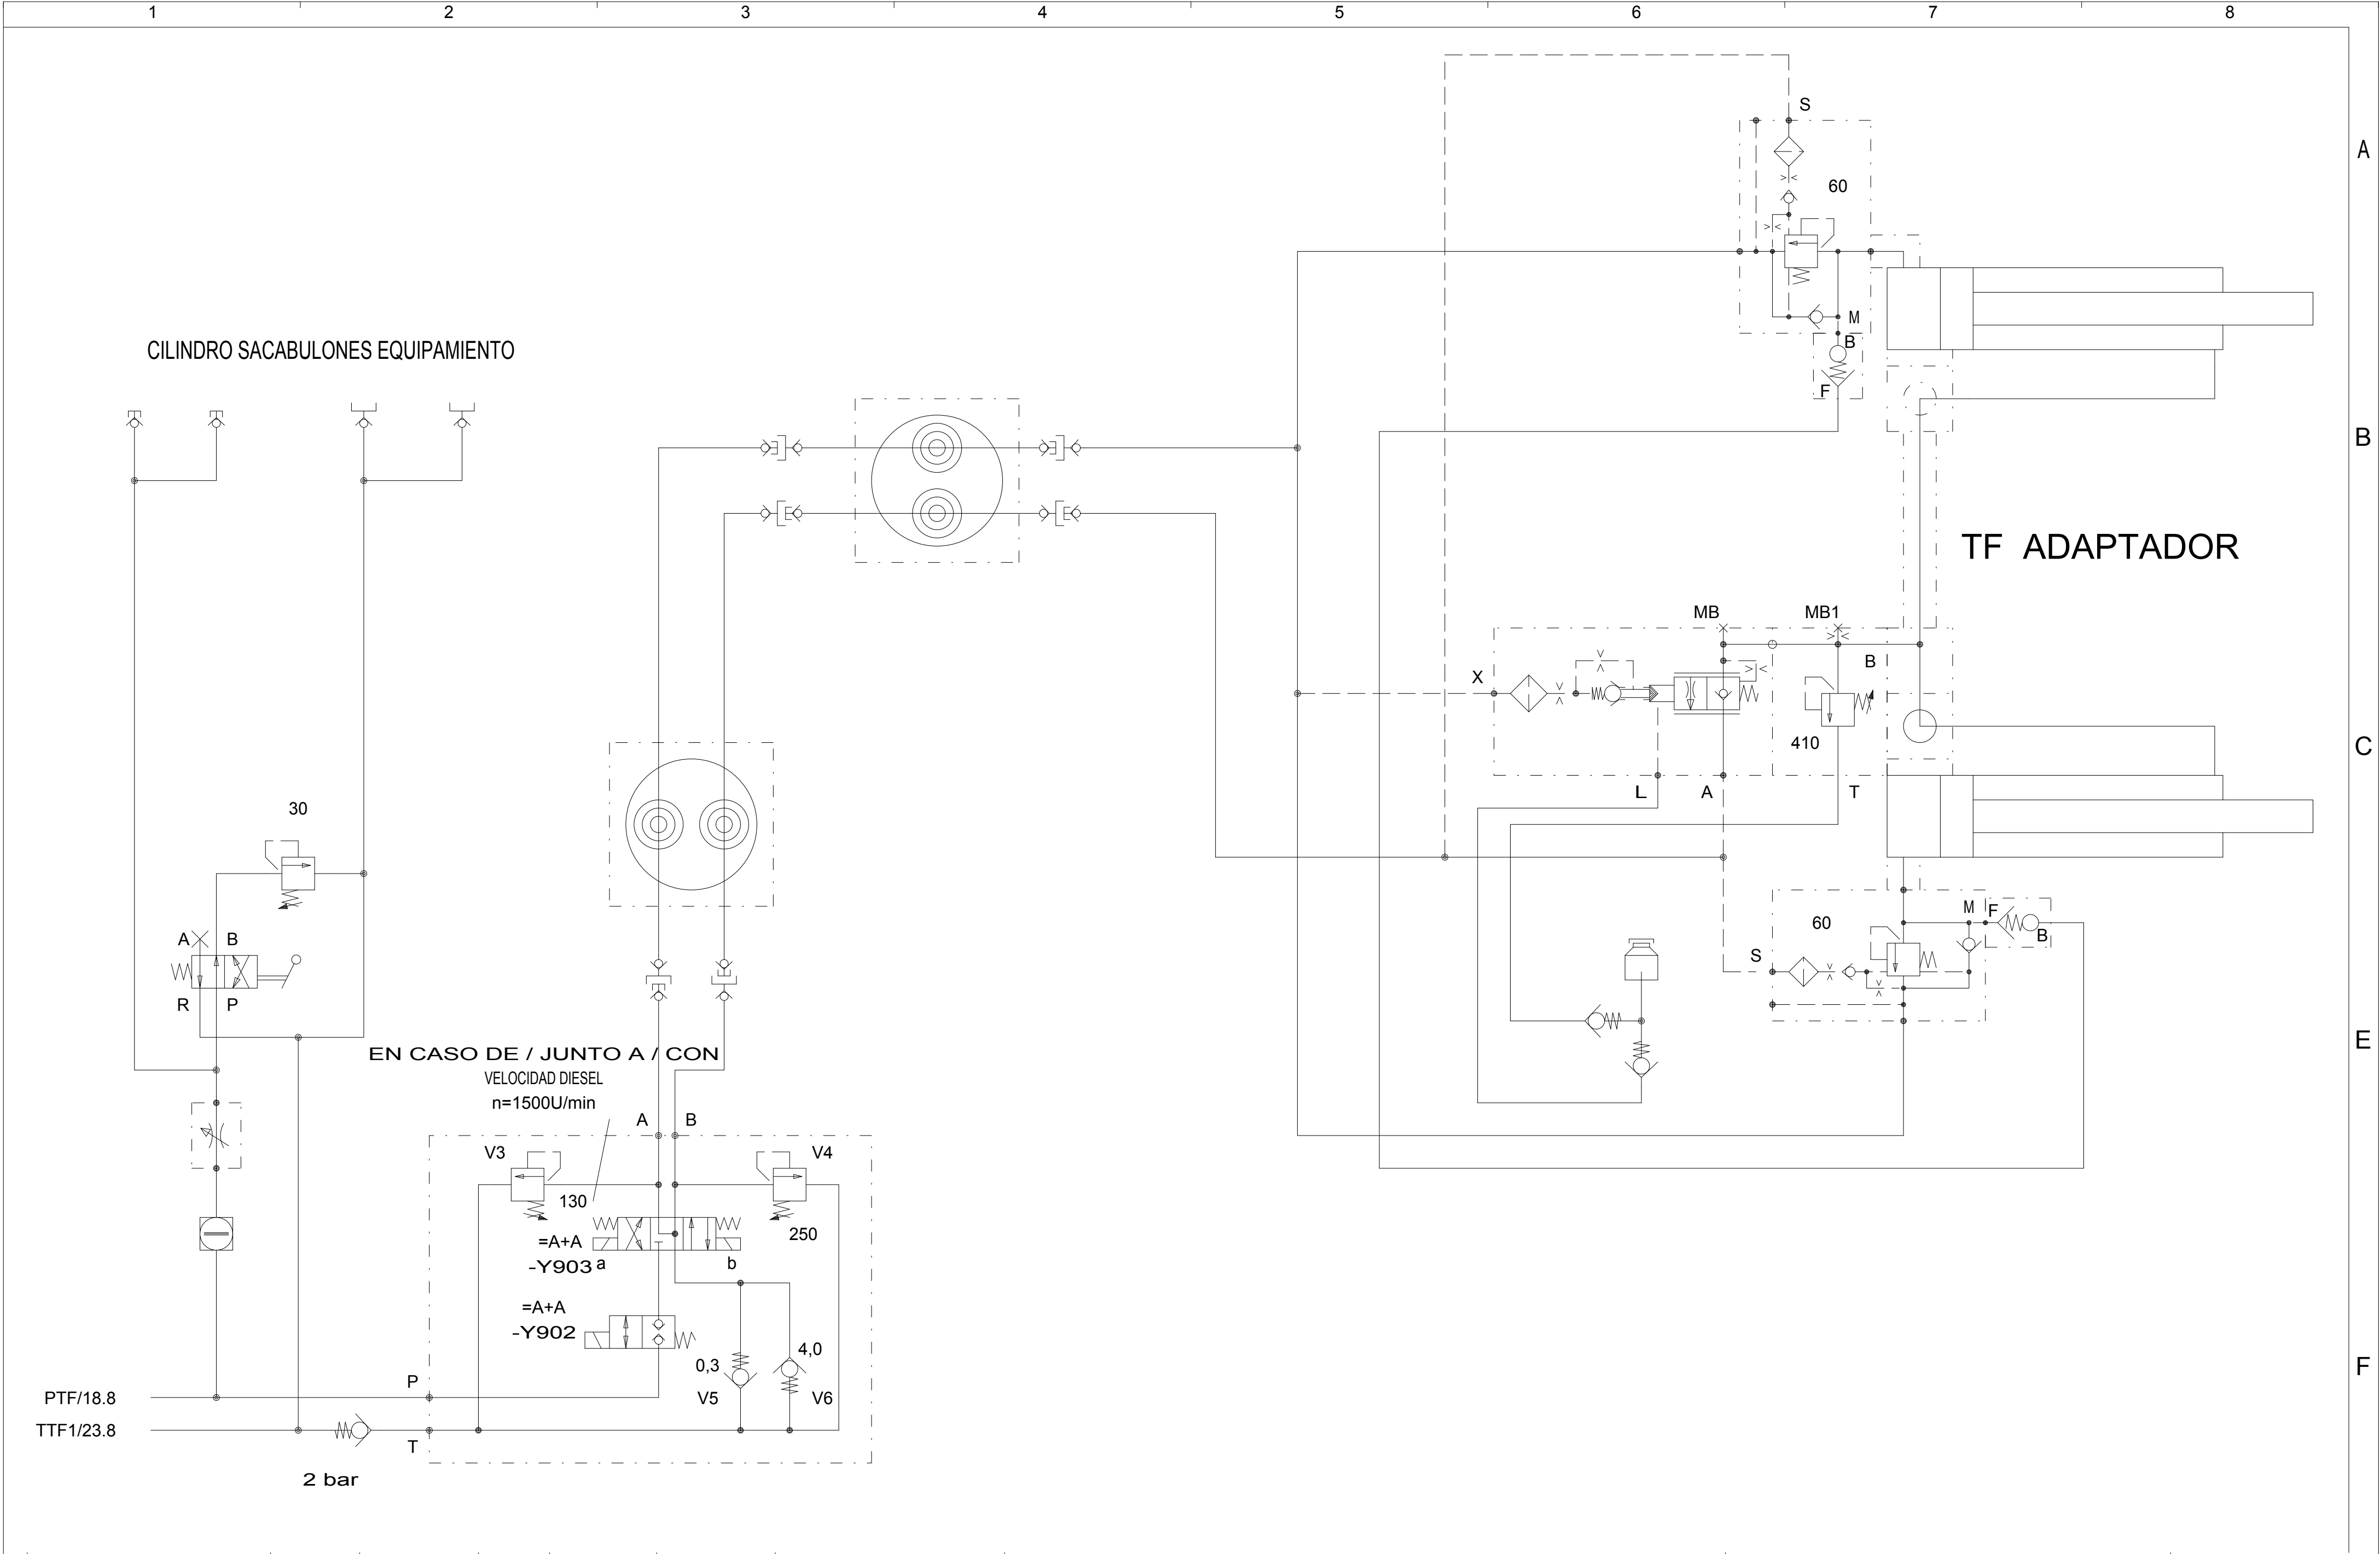 1 2 3 4 5 6 7 8
S
A
60
M
B
F
CILINDRO SACABULONES EQUIPAMIENTO
B
TF ADAPTADOR
MB MB1
X
B
410
C
L A T
30
A B
R P
M F
60
B
S
E
EN CASO DE / JUNTO A / CON
VELOCIDAD DIESEL
n=1500U/min
A B
V3 V4
130
250
=A+A
-Y903 a b
=A+A
-Y902
4,0
0,3
V5 V6
F
P
PTF/18.8
TTF1/23.8
T
2 bar